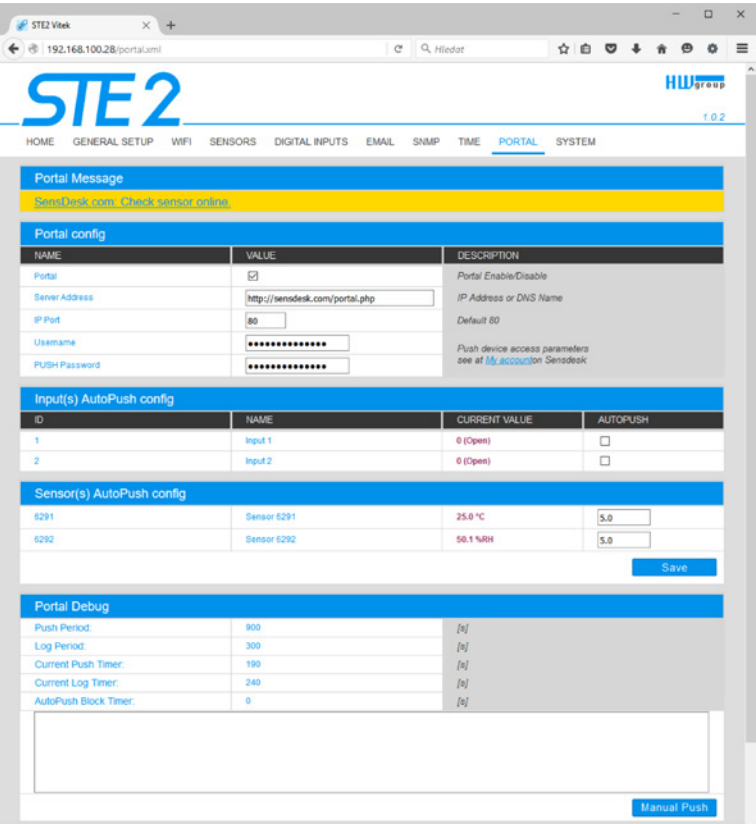 STE2 Vitek
192.168.100.28/portal.xml
Hledat
STE2
HWgroup
1.0.2
HOME GENERAL SETUP WIFI SENSORS DIGITAL INPUTS EMAIL SNMP TIME PORTAL SYSTEM
Portal Message
SensDesk.com: Check sensor online.
Portal config
NAME VALUE DESCRIPTION
Portal Portal Enable/Disable
Server Address http://sensdesk.com/portal.php IP Address or DNS Name
IP Port 80 Default 80
Username ●●●●●●●●●●●●●● Push device access parameters
see at My accounton Sensdesk
PUSH Password ●●●●●●●●●●●●●●
Input(s) AutoPush config
ID NAME CURRENT VALUE AUTOPUSH
1 Input 1 0 (Open)
2 Input 2 0 (Open)
Sensor(s) AutoPush config
6291 Sensor 6291 25.0 °C 5.0
6292 Sensor 6292 50.1 %RH 5.0
Save
Portal Debug
Push Period: 900 [s]
Log Period: 300 [s]
Current Push Timer: 190 [s]
Current Log Timer: 240 [s]
AutoPush Block Timer: 0 [s]
Manual Push